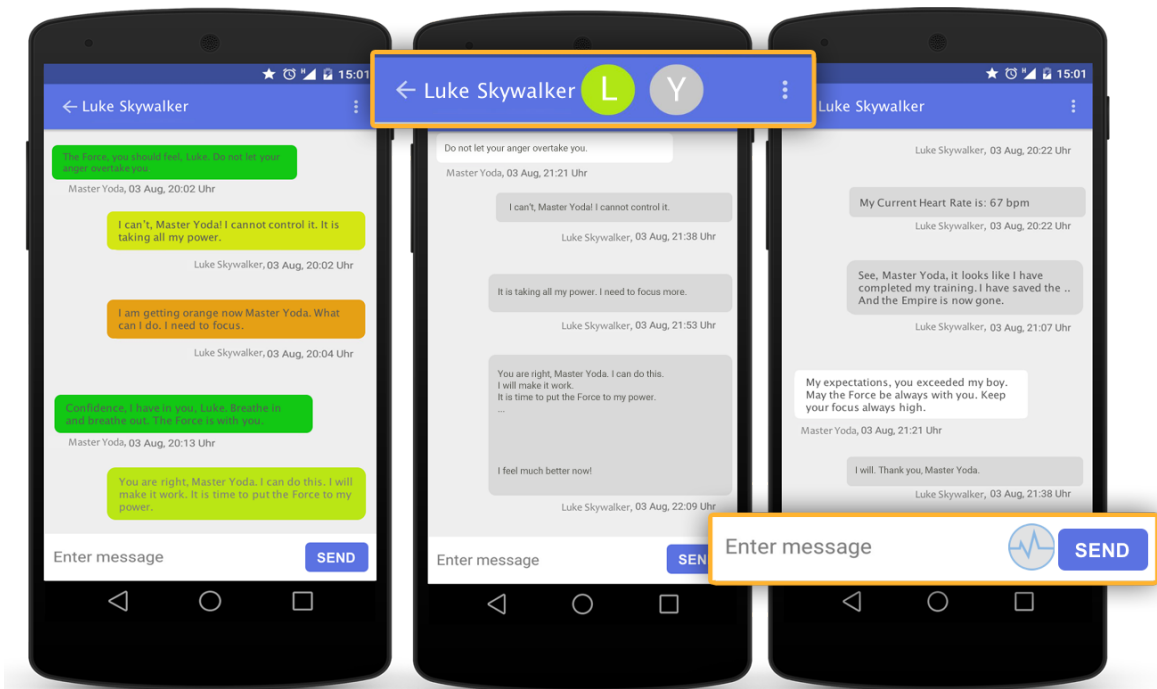 15:01
← Luke Skywalker
The Force, you should feel, Luke. Do not let your
anger overtake you
Master Yoda, 03 Aug, 20:02 Uhr
I can't, Master Yoda! I cannot control it. It is
taking all my power.
Luke Skywalker, 03 Aug, 20:02 Uhr
I am getting orange now Master Yoda. What
can I do. I need to focus.
Luke Skywalker, 03 Aug, 20:04 Uhr
Confidence, I have in you, Luke. Breathe in
and breathe out. The Force is with you.
Master Yoda, 03 Aug, 20:13 Uhr
You are right, Master Yoda. I can do this. I will
make it work. It is time to put the Force to my
power.
Enter message SEND
← Luke Skywalker L Y
Do not let your anger overtake you.
Master Yoda, 03 Aug, 21:21 Uhr
I can't, Master Yoda! I cannot control it.
Luke Skywalker, 03 Aug, 21:38 Uhr
It is taking all my power. I need to focus more.
Luke Skywalker, 03 Aug, 21:53 Uhr
You are right, Master Yoda. I can do this.
I will make it work.
It is time to put the Force to my power.
...
I feel much better now!
Luke Skywalker, 03 Aug, 22:09 Uhr
Enter message SEN
15:01
Luke Skywalker
Luke Skywalker, 03 Aug, 20:22 Uhr
My Current Heart Rate is: 67 bpm
Luke Skywalker, 03 Aug, 20:22 Uhr
See, Master Yoda, it looks like I have
completed my training. I have saved the ..
And the Empire is now gone.
Luke Skywalker, 03 Aug, 21:07 Uhr
My expectations, you exceeded my boy.
May the Force be always with you. Keep
your focus always high.
Master Yoda, 03 Aug, 21:21 Uhr
I will. Thank you, Master Yoda.
Luke Skywalker, 03 Aug, 21:38 Uhr
Enter message SEND